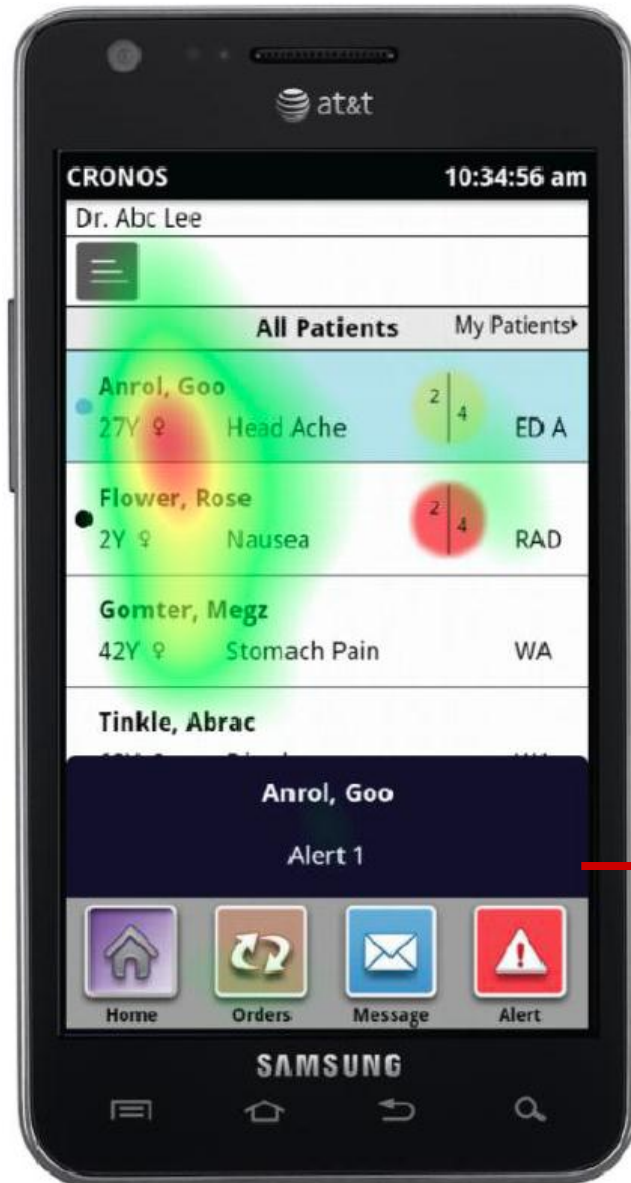 at&t
CRONOS 10:34:56 am
Dr. Abc Lee
All Patients My Patients
Anrol, Goo
27Y ♀ Head Ache 2 4 ED A
Flower, Rose
2Y ♀ Nausea 2 4 RAD
Gomter, Megz
42Y ♀ Stomach Pain WA
Tinkle, Abrac
Anrol, Goo
Alert 1
Home Orders Message Alert
SAMSUNG